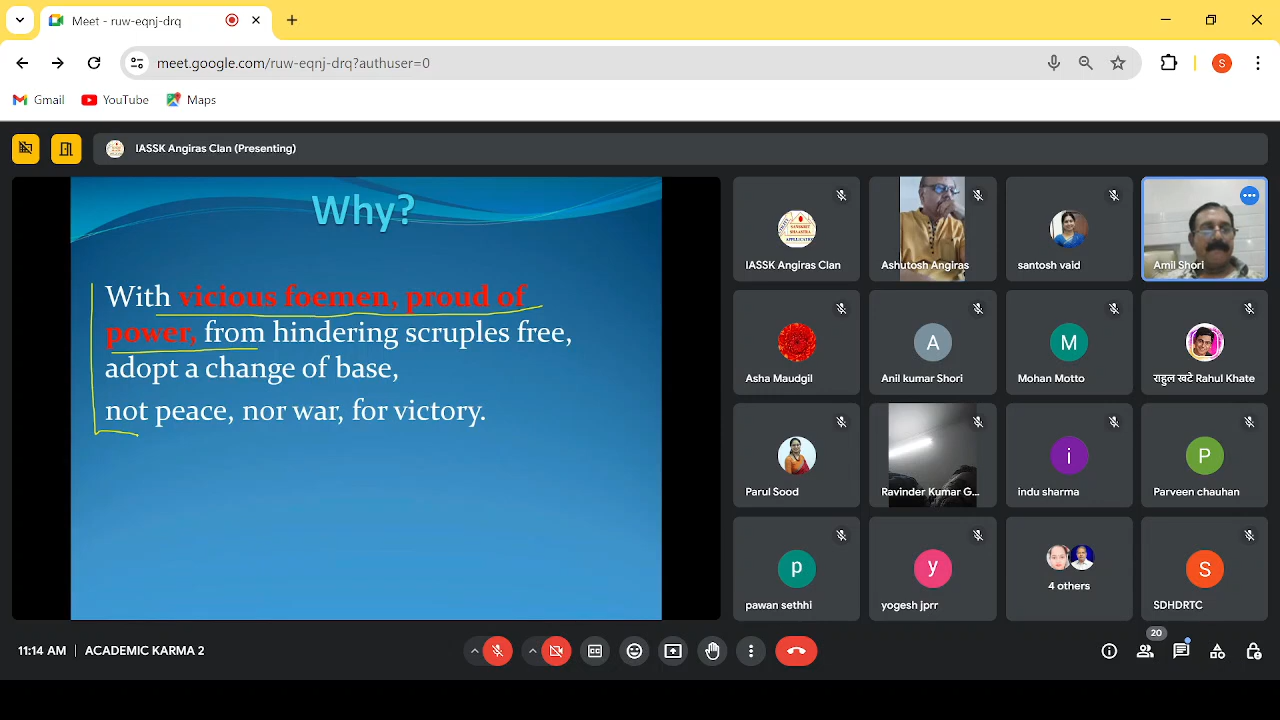 Meet - ruw-eqnj-drq
meet.google.com/ruw-eqnj-drq?authuser=0
S
Gmail
YouTube
Maps
IASSK Angiras Clan (Presenting)
Why?
With vicious foemen, proud of
power, from hindering scruples free,
adopt a change of base,
not peace, nor war, for victory.
SANSKRIT
SHAASTRA
APPLICATION
IASSK Angiras Clan
Ashutosh Angiras
santosh vaid
Amil Shori
Asha Maudgil
A
Anil kumar Shori
M
Mohan Motto
राहुल खटे Rahul Khate
Parul Sood
Ravinder Kumar G...
i
indu sharma
P
Parveen chauhan
p
pawan sethhi
y
yogesh jprr
4 others
S
SDHDRTC
11:14 AM
ACADEMIC KARMA 2
20